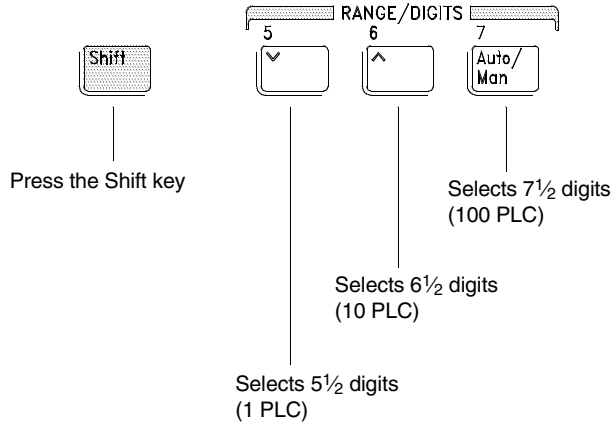 RANGE/DIGITS
5 6 7
Shift
Auto/
Man
Press the Shift key
Selects 7½ digits
(100 PLC)
Selects 6½ digits
(10 PLC)
Selects 5½ digits
(1 PLC)